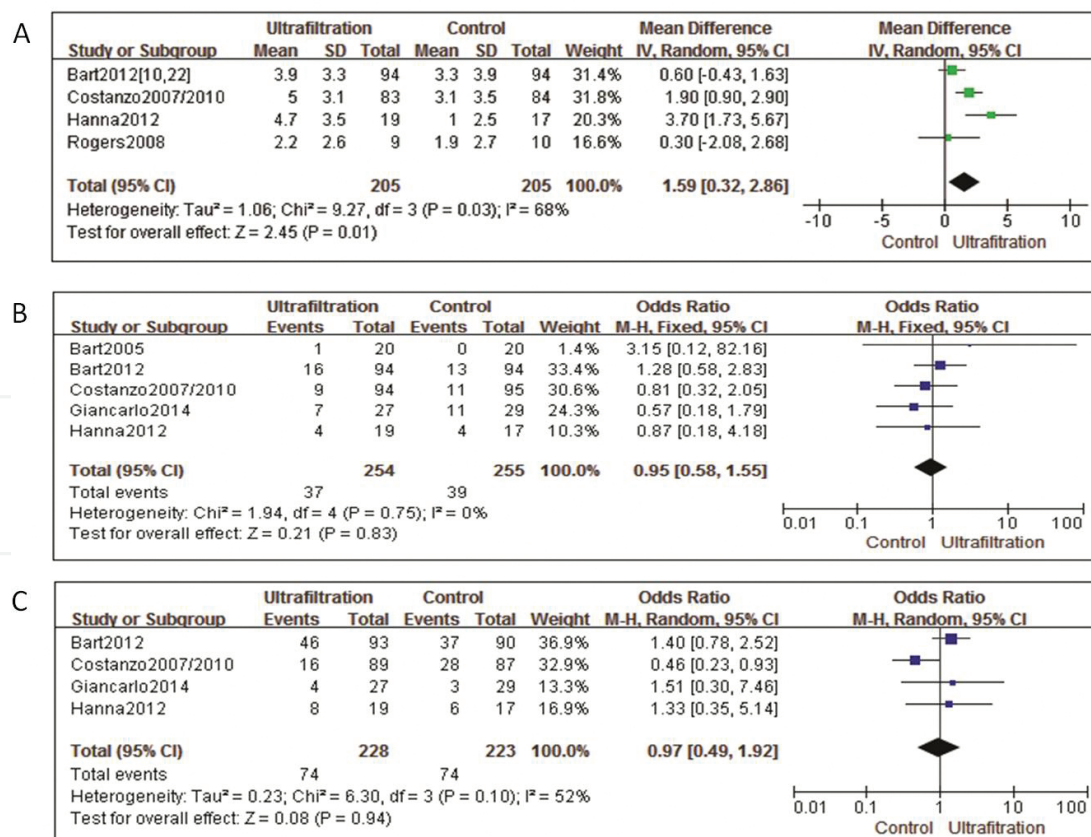 A
Ultrafiltration Control Mean Difference Mean Difference
Study or Subgroup Mean SD Total Mean SD Total Weight IV, Random, 95% CI IV, Random, 95% CI
Bart2012[10,22] 3.9 3.3 94 3.3 3.9 94 31.4% 0.60 [-0.43, 1.63]
Costanzo2007/2010 5 3.1 83 3.1 3.5 84 31.8% 1.90 [0.90, 2.90]
Hanna2012 4.7 3.5 19 1 2.5 17 20.3% 3.70 [1.73, 5.67]
Rogers2008 2.2 2.6 9 1.9 2.7 10 16.6% 0.30 [-2.08, 2.68]
Total (95% CI) 205 205 100.0% 1.59 [0.32, 2.86]
Heterogeneity: Tau² = 1.06; Chi² = 9.27, df = 3 (P = 0.03); I² = 68%
Test for overall effect: Z = 2.45 (P = 0.01)
-10 -5 0 5 10
Control Ultrafitration
B
Ultrafiltration Control Odds Ratio Odds Ratio
Study or Subgroup Events Total Events Total Weight M-H, Fixed, 95% CI M-H, Fixed, 95% CI
Bart2005 1 20 0 20 1.4% 3.15 [0.12, 82.16]
Bart2012 16 94 13 94 33.4% 1.28 [0.58, 2.83]
Costanzo2007/2010 9 94 11 95 30.6% 0.81 [0.32, 2.05]
Giancarlo2014 7 27 11 29 24.3% 0.57 [0.18, 1.79]
Hanna2012 4 19 4 17 10.3% 0.87 [0.18, 4.18]
Total (95% CI) 254 255 100.0% 0.95 [0.58, 1.55]
Total events 37 39
Heterogeneity: Chi² = 1.94, df = 4 (P = 0.75); I² = 0%
Test for overall effect: Z = 0.21 (P = 0.83)
0.01 0.1 1 10 100
Control Ultrafiltration
C
Ultrafiltration Control Odds Ratio Odds Ratio
Study or Subgroup Events Total Events Total Weight M-H, Random, 95% CI M-H, Random, 95% CI
Bart2012 46 93 37 90 36.9% 1.40 [0.78, 2.52]
Costanzo2007/2010 16 89 28 87 32.9% 0.46 [0.23, 0.93]
Giancarlo2014 4 27 3 29 13.3% 1.51 [0.30, 7.46]
Hanna2012 8 19 6 17 16.9% 1.33 [0.35, 5.14]
Total (95% CI) 228 223 100.0% 0.97 [0.49, 1.92]
Total events 74 74
Heterogeneity: Tau² = 0.23; Chi² = 6.30, df = 3 (P = 0.10); I² = 52%
Test for overall effect: Z = 0.08 (P = 0.94)
0.01 0.1 1 10 100
Control Ultrafitration